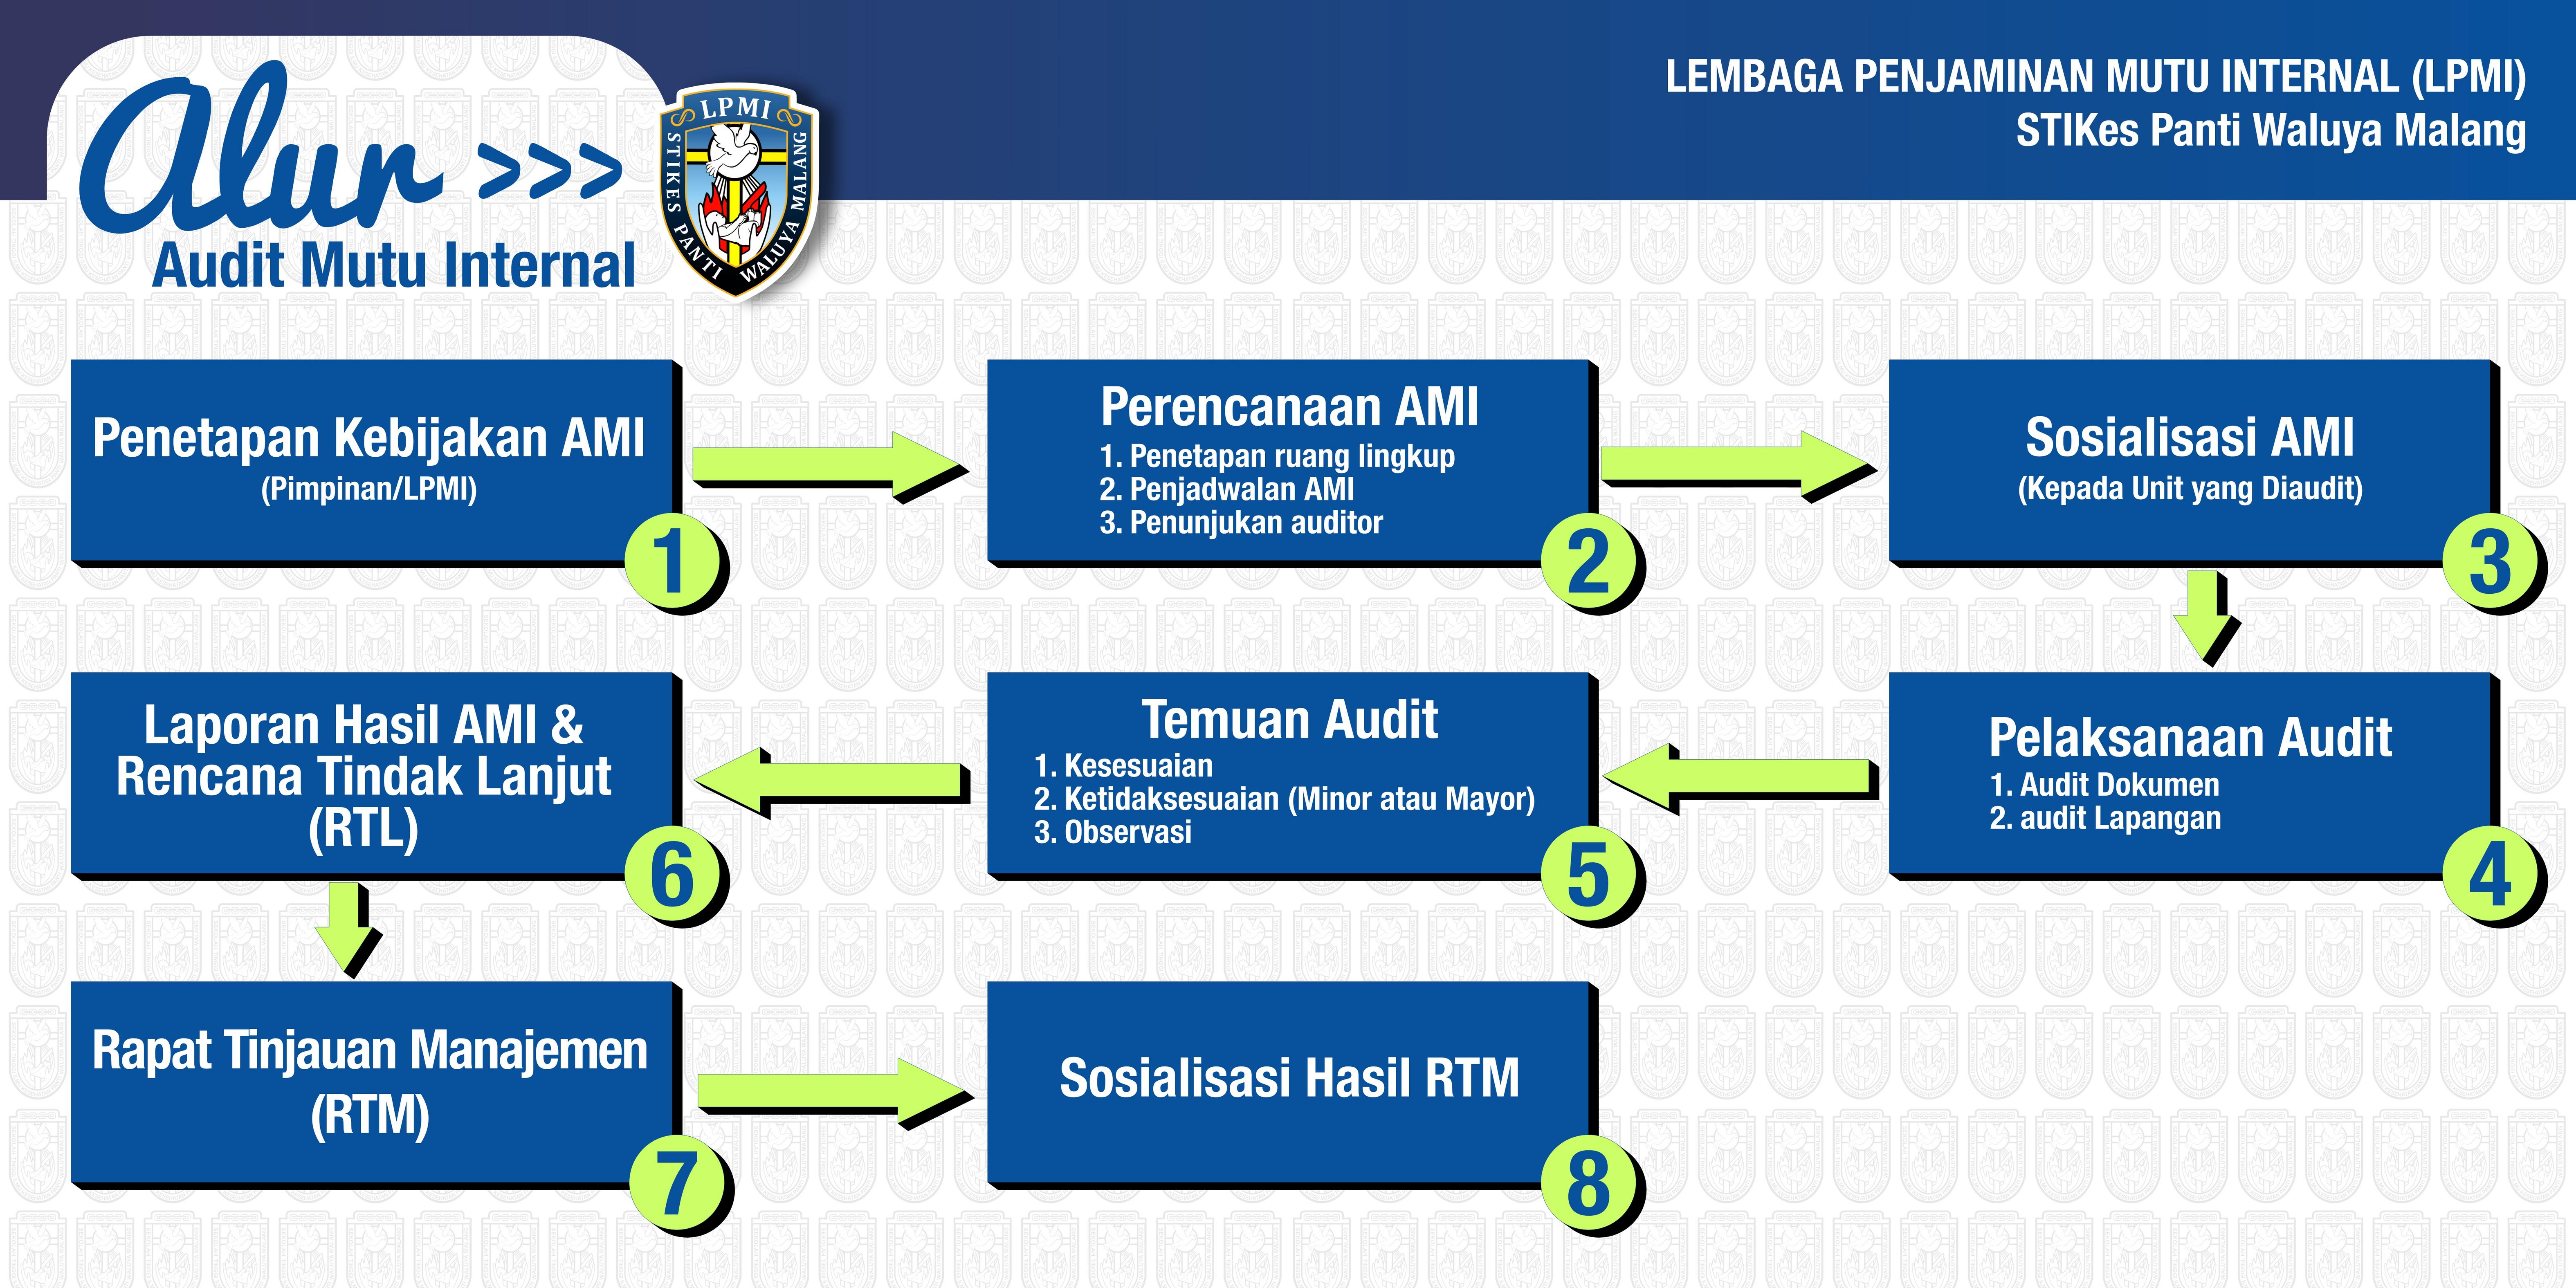 Alur >>>
Audit Mutu Internal
LPMI
STIKES PANTI WALUYA MALANG
LEMBAGA PENJAMINAN MUTU INTERNAL (LPMI)
STIKes Panti Waluya Malang
Penetapan Kebijakan AMI
(Pimpinan/LPMI)
1
Perencanaan AMI
1. Penetapan ruang lingkup
2. Penjadwalan AMI
3. Penunjukan auditor
2
Sosialisasi AMI
(Kepada Unit yang Diaudit)
3
Pelaksanaan Audit
1. Audit Dokumen
2. audit Lapangan
4
Temuan Audit
1. Kesesuaian
2. Ketidaksesuaian (Minor atau Mayor)
3. Observasi
5
Laporan Hasil AMI &
Rencana Tindak Lanjut
(RTL)
6
Rapat Tinjauan Manajemen
(RTM)
7
Sosialisasi Hasil RTM
8